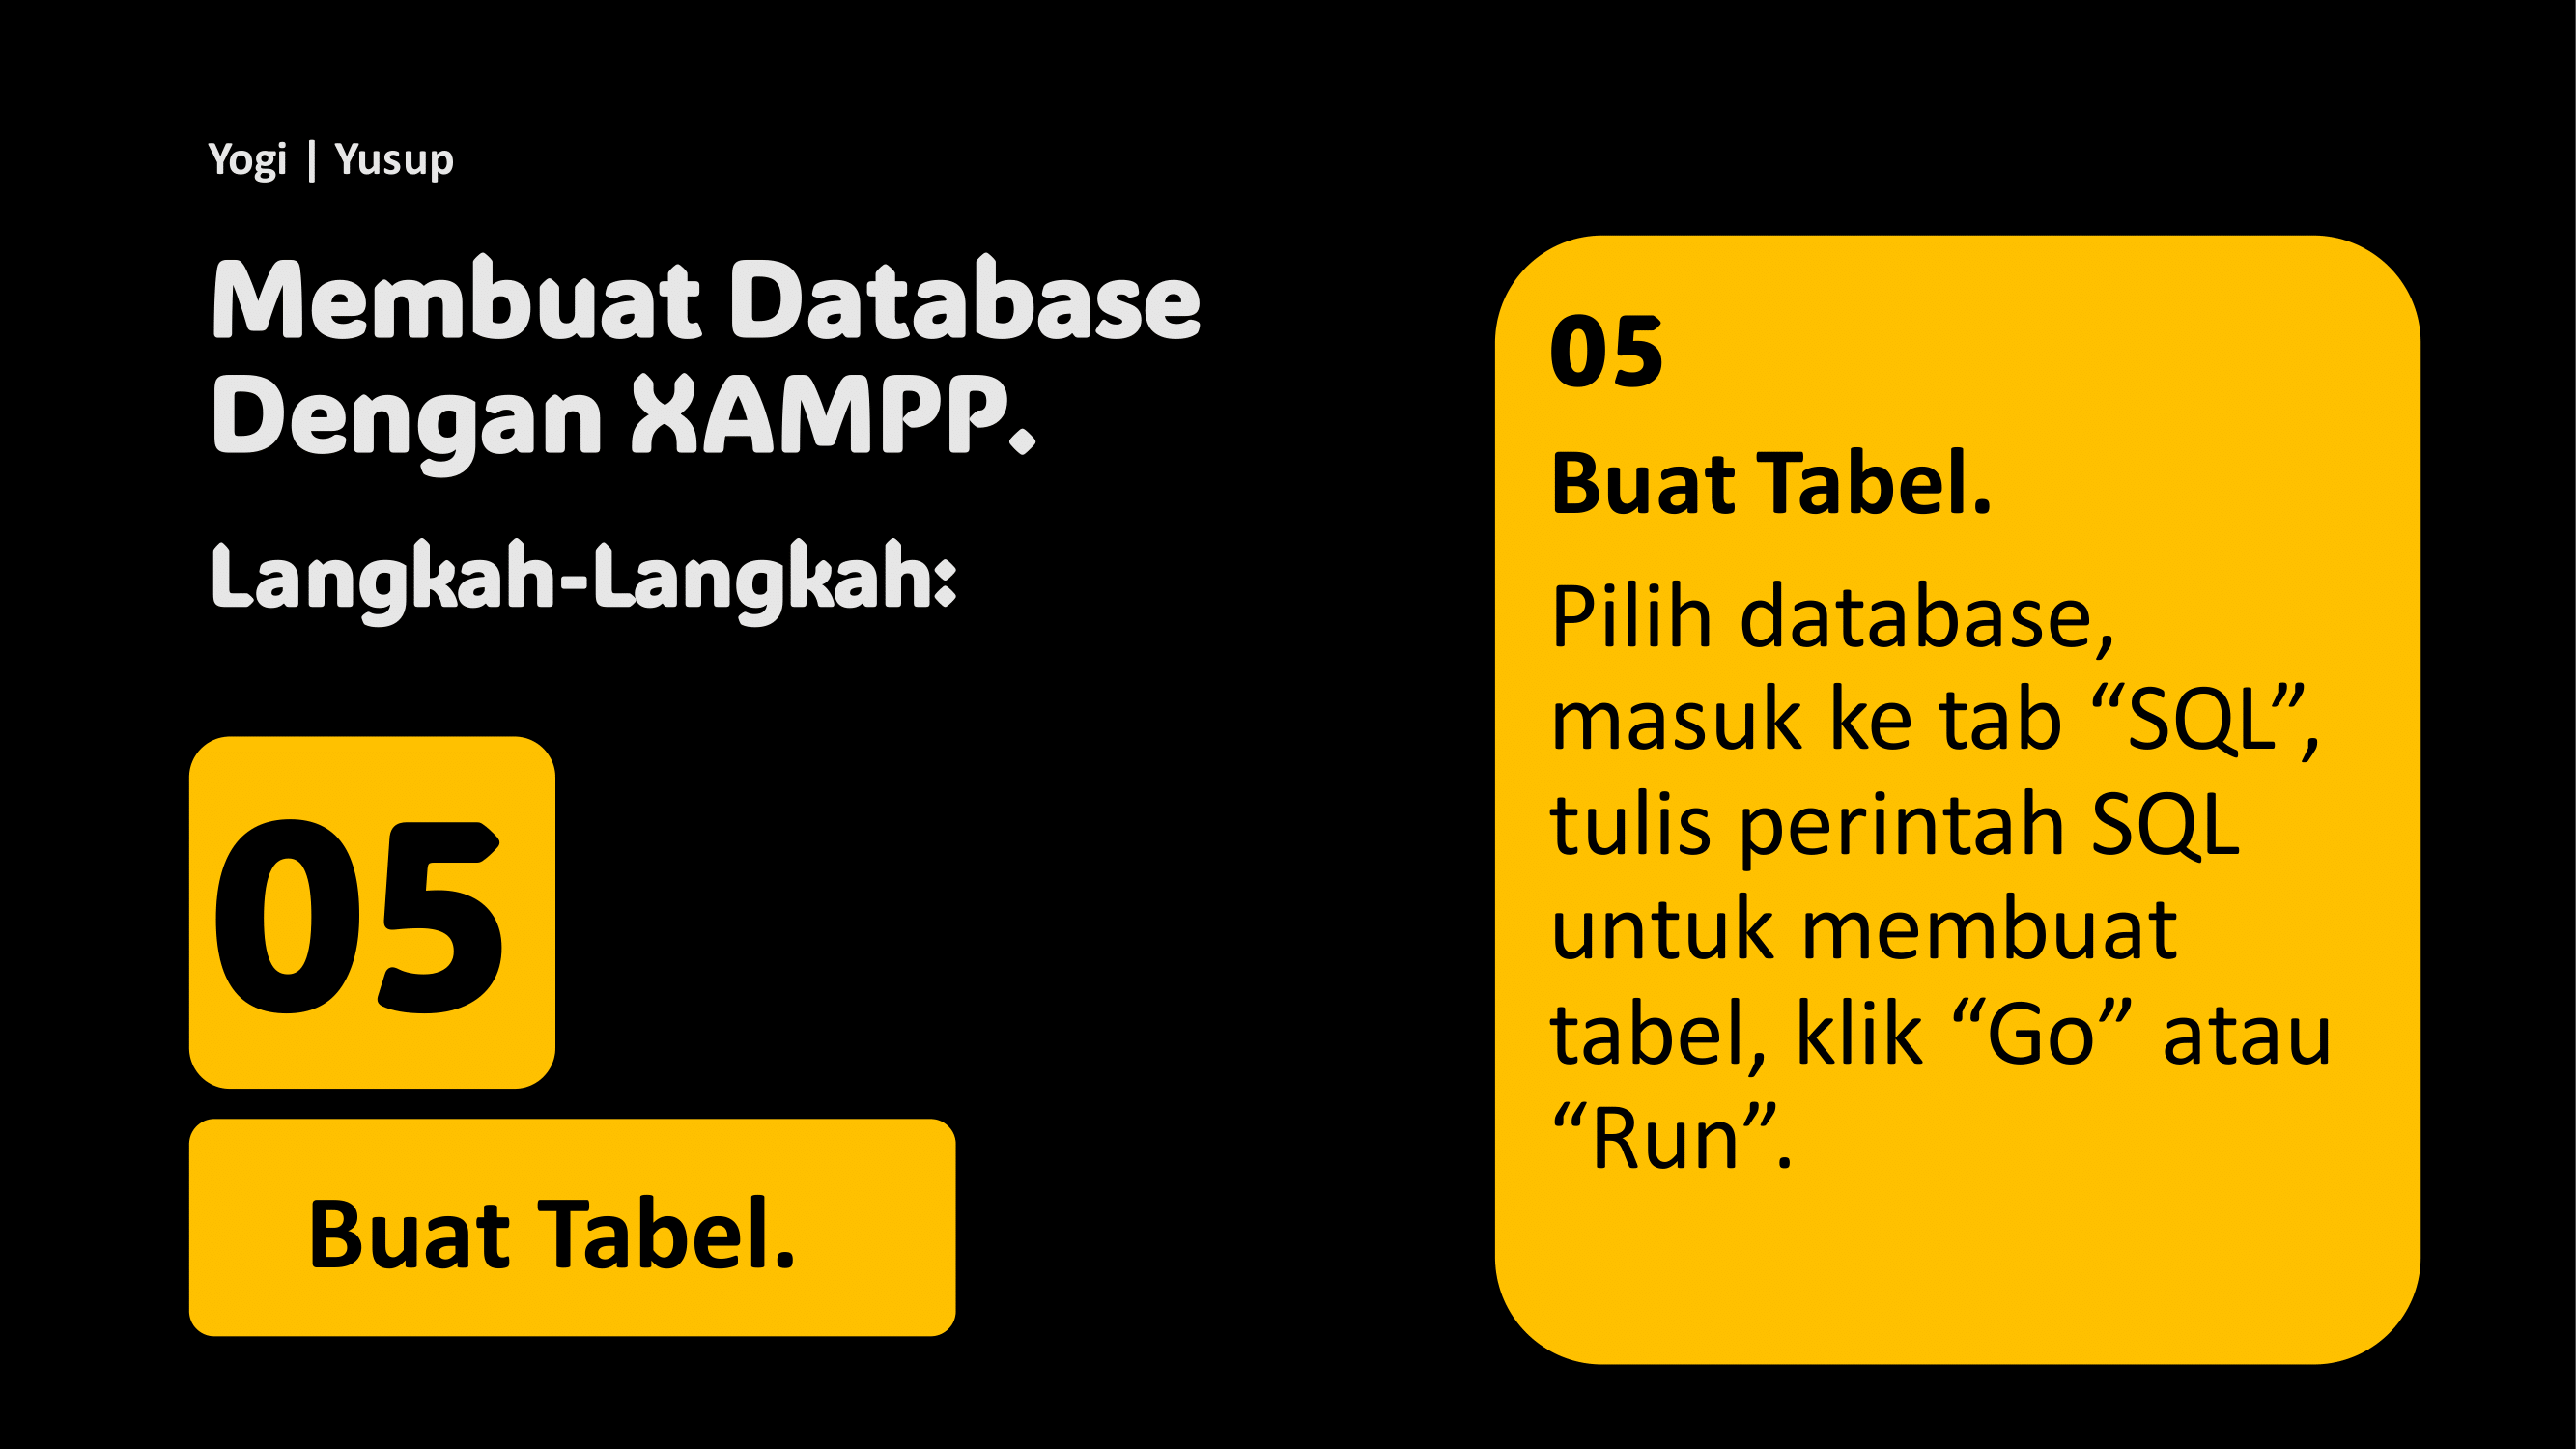 Yogi | Yusup
Membuat Database
Dengan XAMPP.
Langkah-Langkah:
05
Buat Tabel.
05
Buat Tabel.
Pilih database,
masuk ke tab “SQL”,
tulis perintah SQL
untuk membuat
tabel, klik “Go” atau
“Run”.